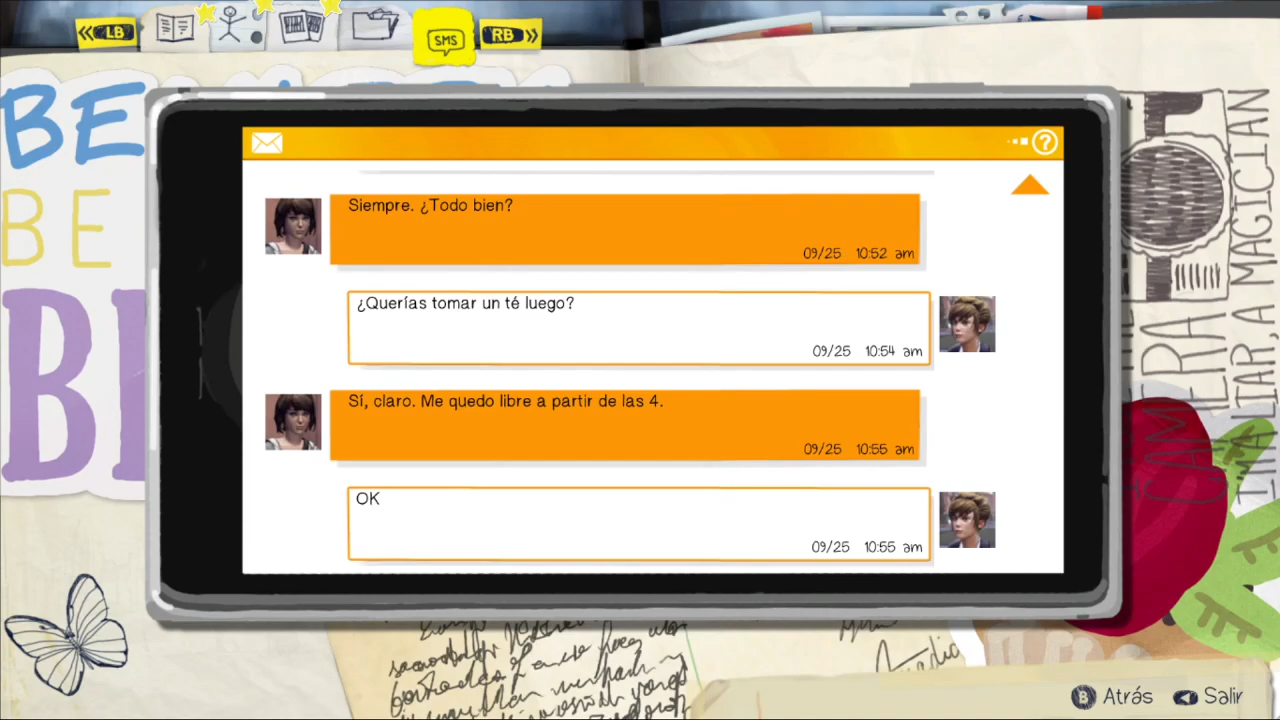 LB
SMS
RB
BE
BE
Siempre. ¿Todo bien?
09/25 10:52 am
¿Querías tomar un té luego?
09/25 10:54 am
Sí, claro. Me quedo libre a partir de las 4.
09/25 10:55 am
OK
09/25 10:55 am
CAMERA
LIAR, A MAGICIAN
B Atrás
Salir